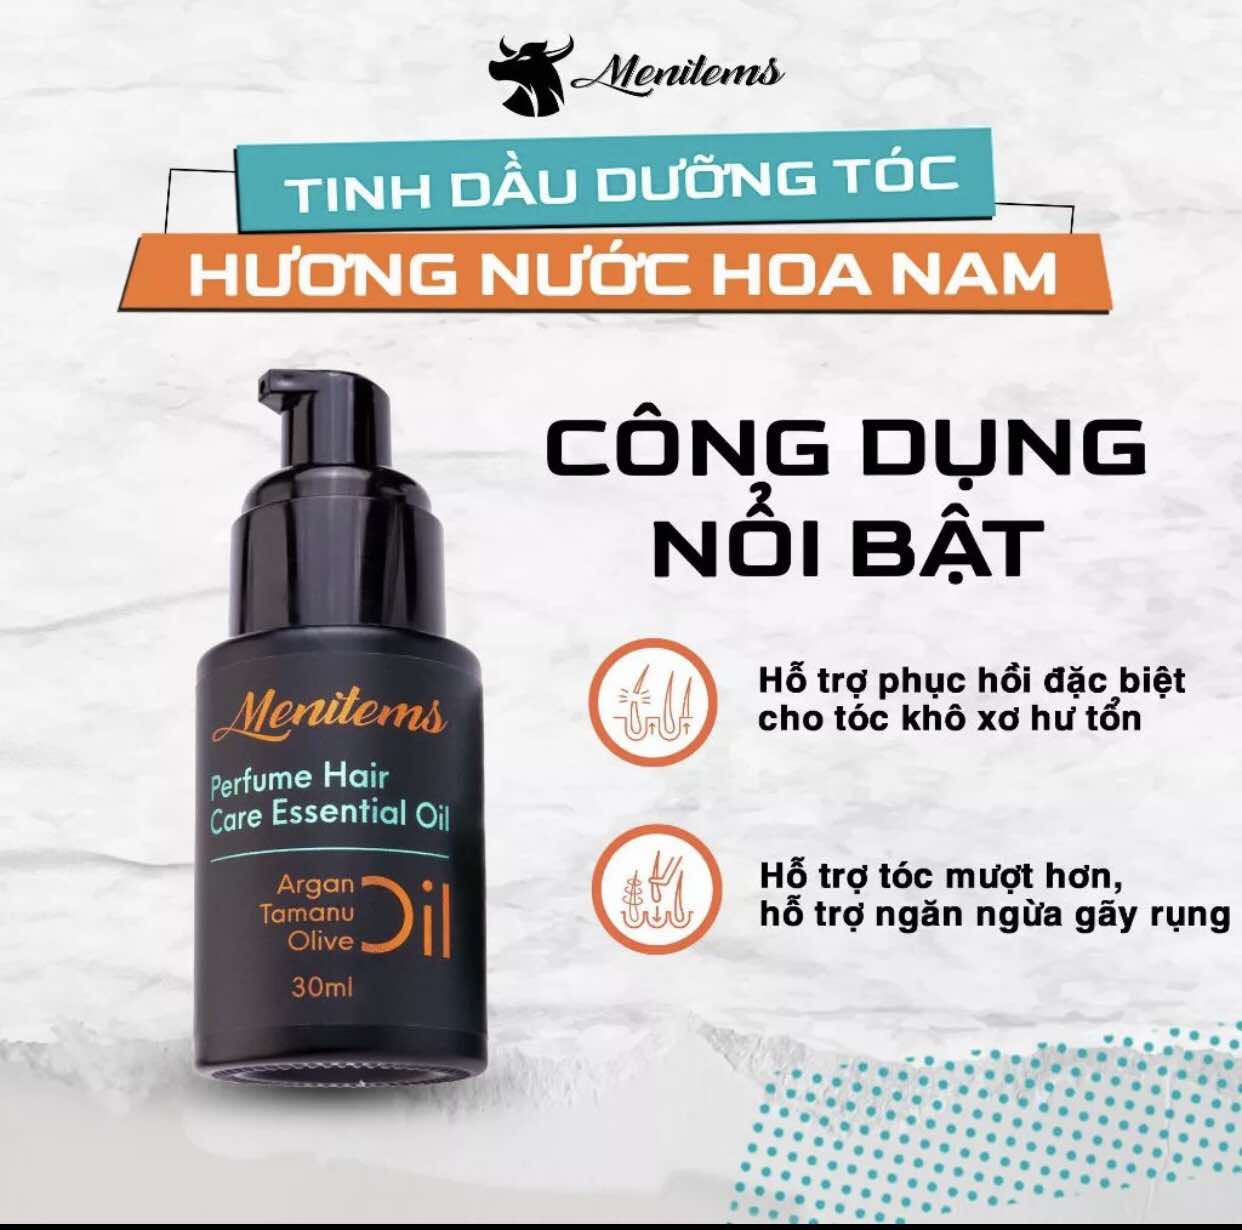 Menitems
TINH DẦU DƯỠNG TÓC
HƯƠNG NƯỚC HOA NAM
CÔNG DỤNG
NỔI BẬT
Hỗ trợ phục hồi đặc biệt
cho tóc khô xơ hư tổn
Hỗ trợ tóc mượt hơn,
hỗ trợ ngăn ngừa gãy rụng
Menitems
Perfume Hair
Care Essential Oil
Argan
Tamanu
Olive
Oil
30ml